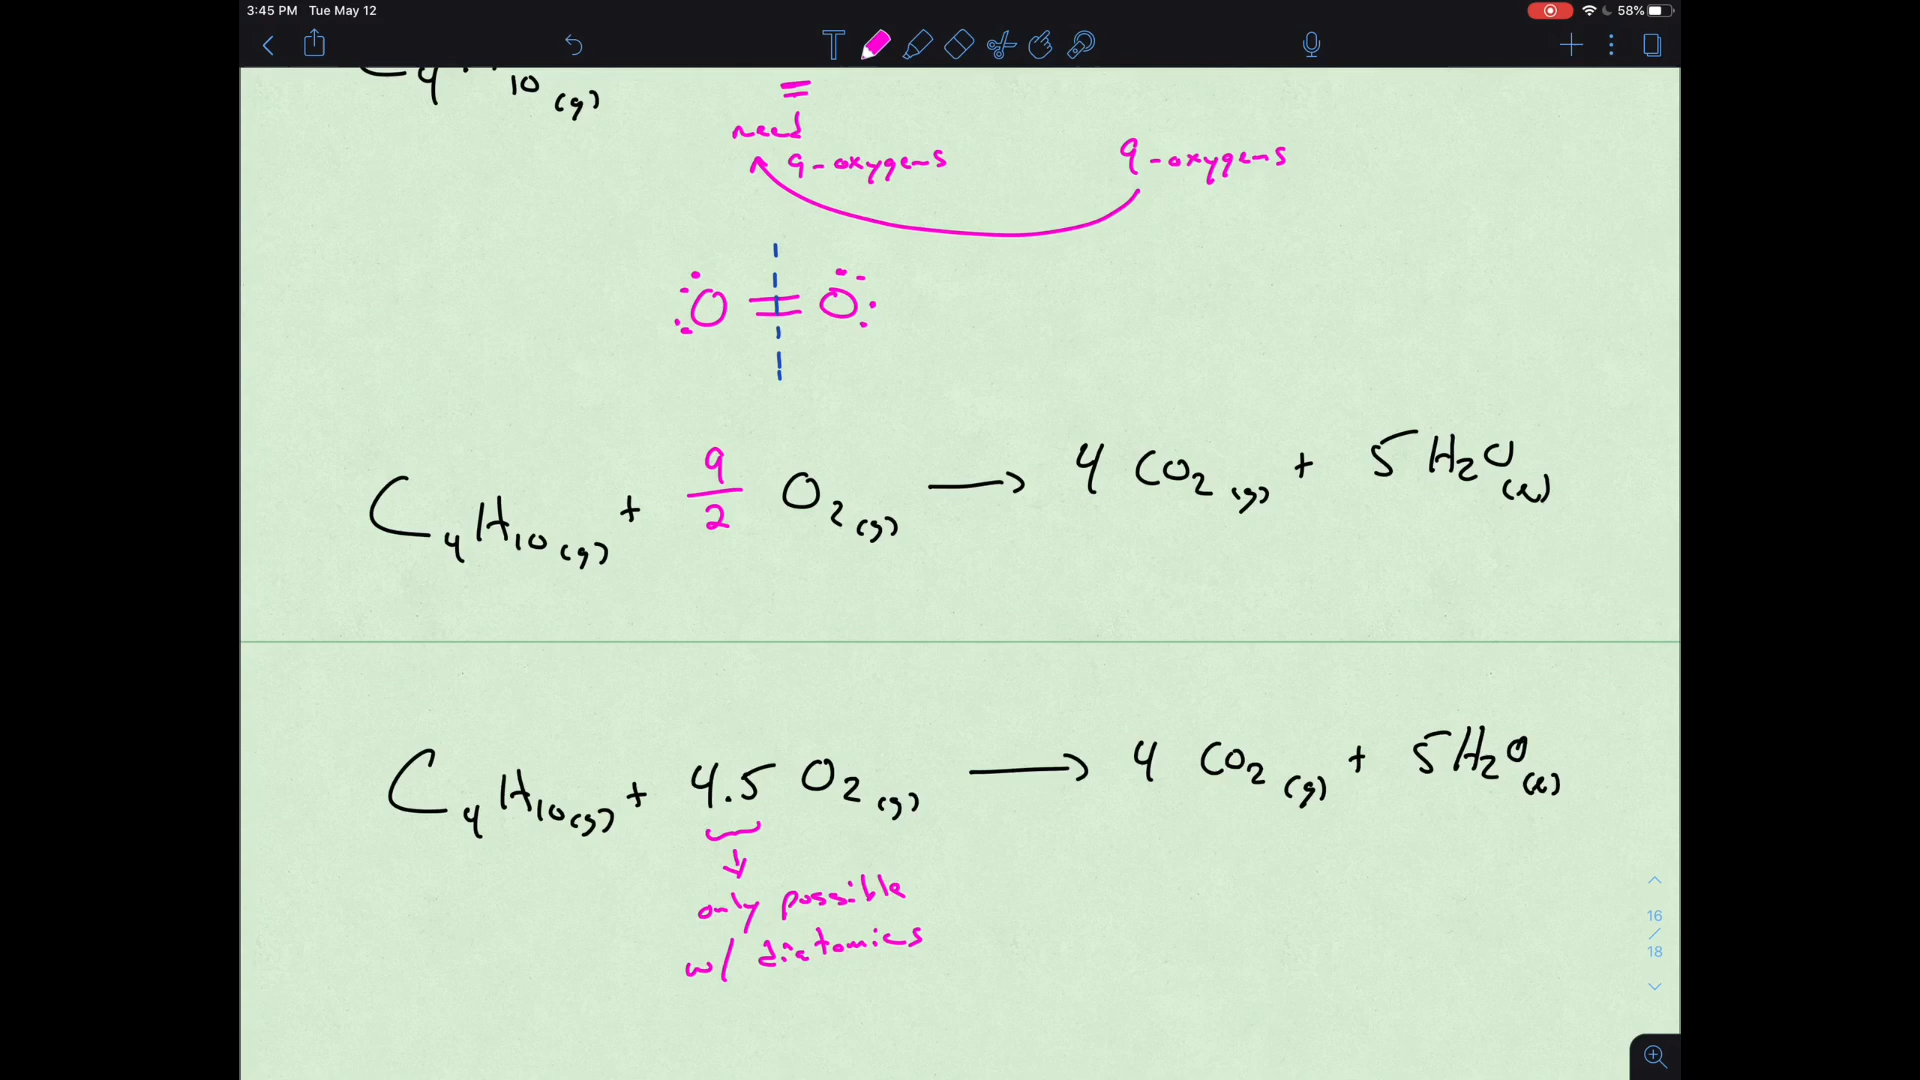 3:45 PM Tue May 12
58%
T
C4H10(g)
=
need
9-oxygens
9-oxygens
:O = O:
C4H10(g) + 9/2 O2(g) → 4 CO2(g) + 5 H2O(l)
C4H10(g) + 4.5 O2(g) → 4 CO2(g) + 5 H2O(l)
only possible
w/ diatomics
16
/
18